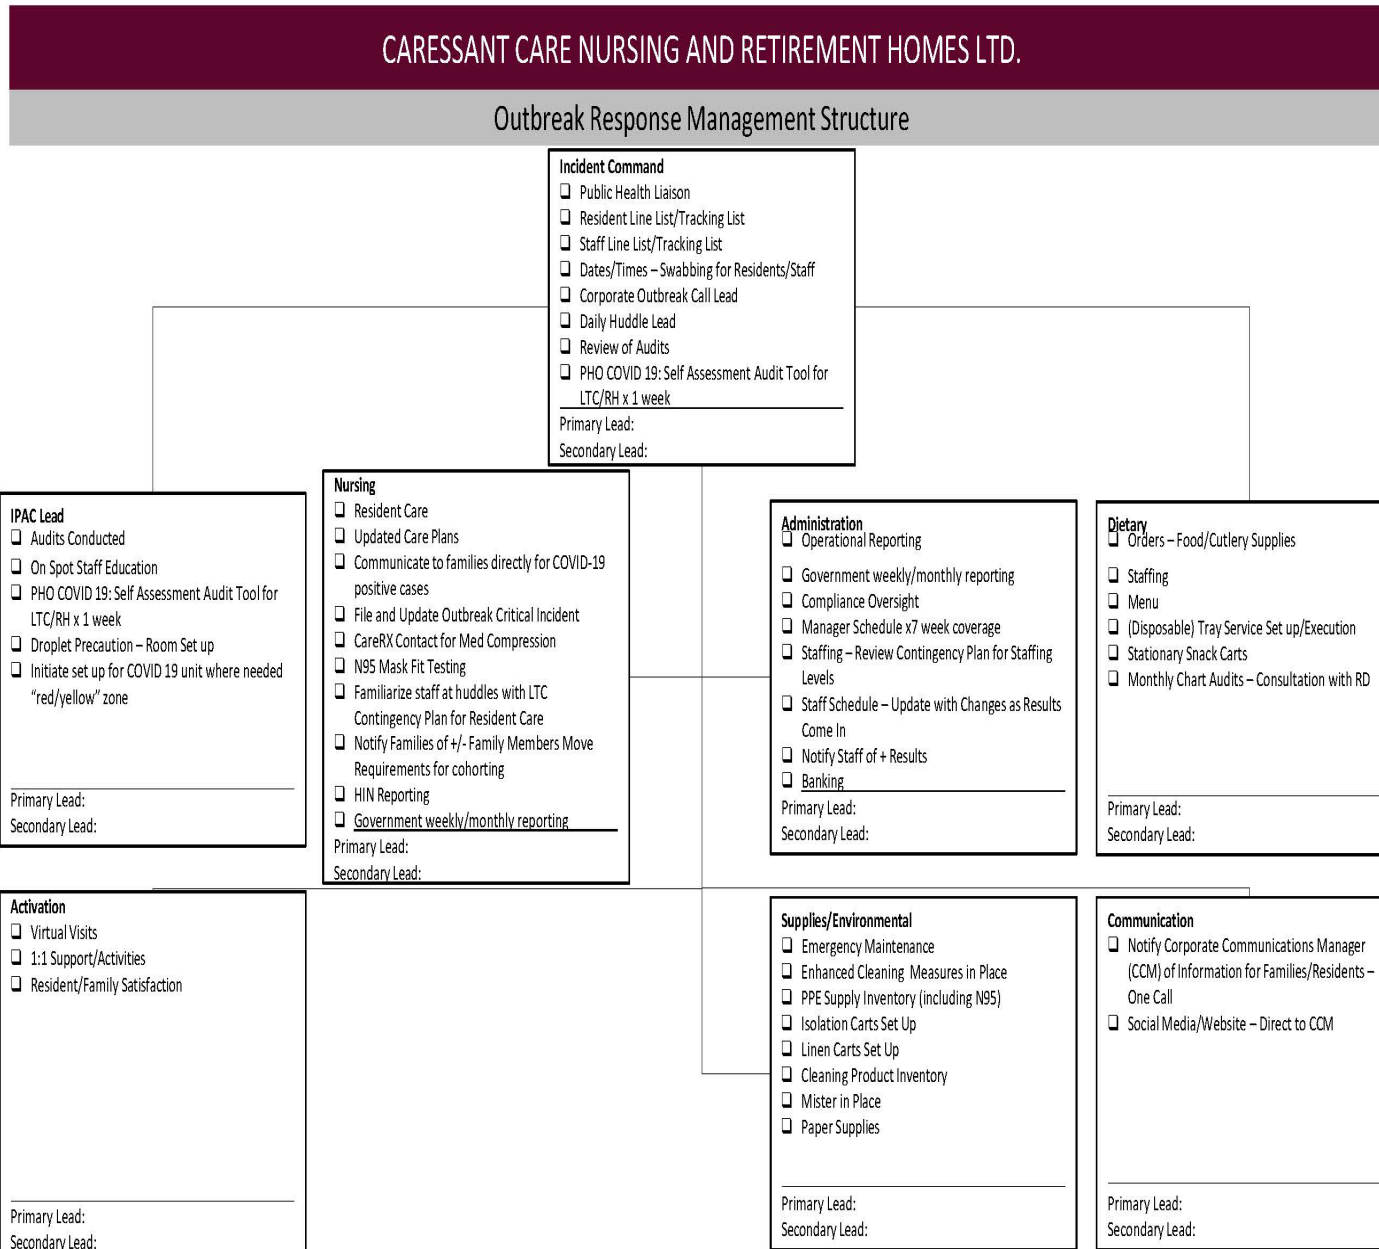 CARESSANT CARE NURSING AND RETIREMENT HOMES LTD.
Outbreak Response Management Structure
Incident Command
❑ Public Health Liaison
❑ Resident Line List/Tracking List
❑ Staff Line List/Tracking List
❑ Dates/Times – Swabbing for Residents/Staff
❑ Corporate Outbreak Call Lead
❑ Daily Huddle Lead
❑ Review of Audits
❑ PHO COVID 19: Self Assessment Audit Tool for
LTC/RH x 1 week
Primary Lead:
Secondary Lead:
IPAC Lead
❑ Audits Conducted
❑ On Spot Staff Education
❑ PHO COVID 19: Self Assessment Audit Tool for
LTC/RH x 1 week
❑ Droplet Precaution – Room Set up
❑ Initiate set up for COVID 19 unit where needed
“red/yellow” zone
Primary Lead:
Secondary Lead:
Nursing
❑ Resident Care
❑ Updated Care Plans
❑ Communicate to families directly for COVID-19
positive cases
❑ File and Update Outbreak Critical Incident
❑ CareRX Contact for Med Compression
❑ N95 Mask Fit Testing
❑ Familiarize staff at huddles with LTC
Contingency Plan for Resident Care
❑ Notify Families of +/- Family Members Move
Requirements for cohorting
❑ HIN Reporting
❑ Government weekly/monthly reporting
Primary Lead:
Secondary Lead:
Administration
❑ Operational Reporting
❑ Government weekly/monthly reporting
❑ Compliance Oversight
❑ Manager Schedule x7 week coverage
❑ Staffing – Review Contingency Plan for Staffing
Levels
❑ Staff Schedule – Update with Changes as Results
Come In
❑ Notify Staff of + Results
❑ Banking
Primary Lead:
Secondary Lead:
Dietary
❑ Orders – Food/Cutlery Supplies
❑ Staffing
❑ Menu
❑ (Disposable) Tray Service Set up/Execution
❑ Stationary Snack Carts
❑ Monthly Chart Audits – Consultation with RD
Primary Lead:
Secondary Lead:
Activation
❑ Virtual Visits
❑ 1:1 Support/Activities
❑ Resident/Family Satisfaction
Primary Lead:
Secondary Lead:
Supplies/Environmental
❑ Emergency Maintenance
❑ Enhanced Cleaning Measures in Place
❑ PPE Supply Inventory (including N95)
❑ Isolation Carts Set Up
❑ Linen Carts Set Up
❑ Cleaning Product Inventory
❑ Mister in Place
❑ Paper Supplies
Primary Lead:
Secondary Lead:
Communication
❑ Notify Corporate Communications Manager
(CCM) of Information for Families/Residents –
One Call
❑ Social Media/Website – Direct to CCM
Primary Lead:
Secondary Lead: